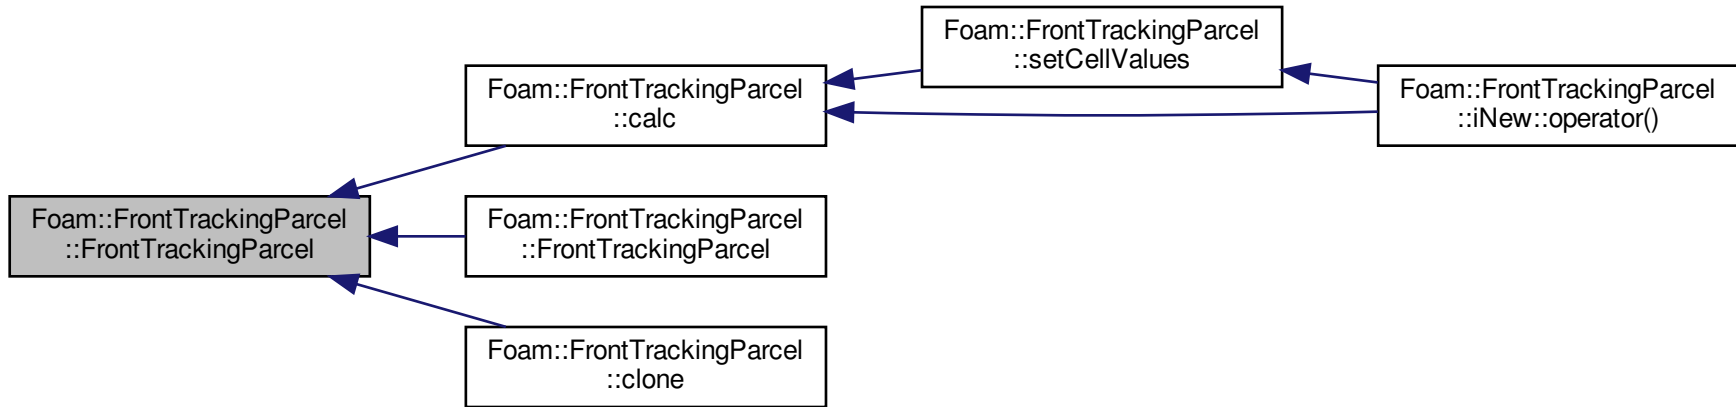 Foam::FrontTrackingParcel
::FrontTrackingParcel
Foam::FrontTrackingParcel
::calc
Foam::FrontTrackingParcel
::setCellValues
Foam::FrontTrackingParcel
::iNew::operator()
Foam::FrontTrackingParcel
::FrontTrackingParcel
Foam::FrontTrackingParcel
::clone